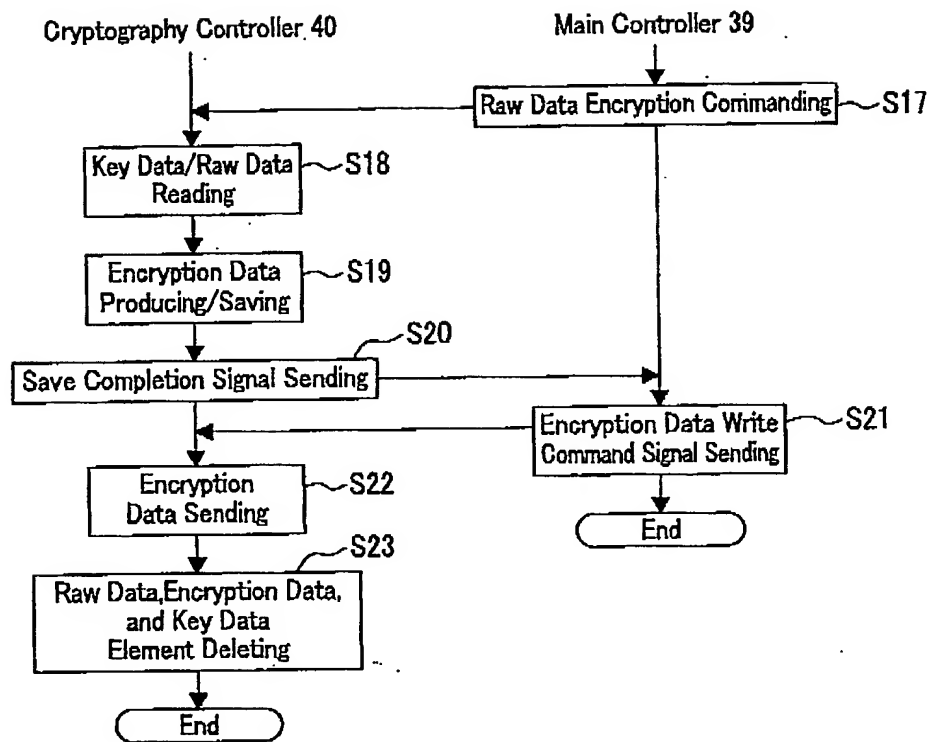 Cryptography Controller 40
Main Controller 39
Raw Data Encryption Commanding
S17
Key Data/Raw Data
Reading
S18
Encryption Data
Producing/Saving
S19
S20
Save Completion Signal Sending
Encryption Data Write
Command Signal Sending
S21
Encryption
Data Sending
S22
End
S23
Raw Data,Encryption Data,
and Key Data
Element Deleting
End